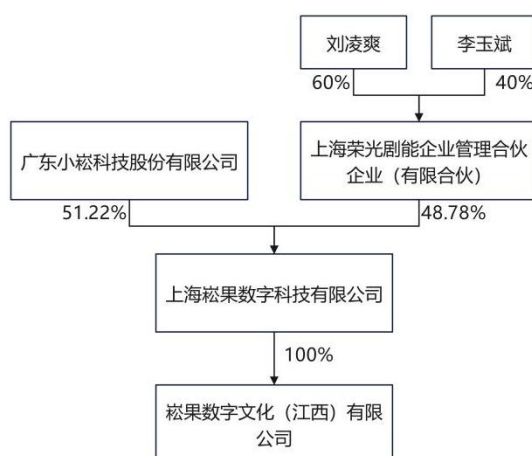 刘凌爽
李玉斌
60%
40%
广东小崧科技股份有限公司
上海荣光剧能企业管理合伙
企业（有限合伙）
51.22%
48.78%
上海崧果数字科技有限公司
100%
崧果数字文化（江西）有限
公司